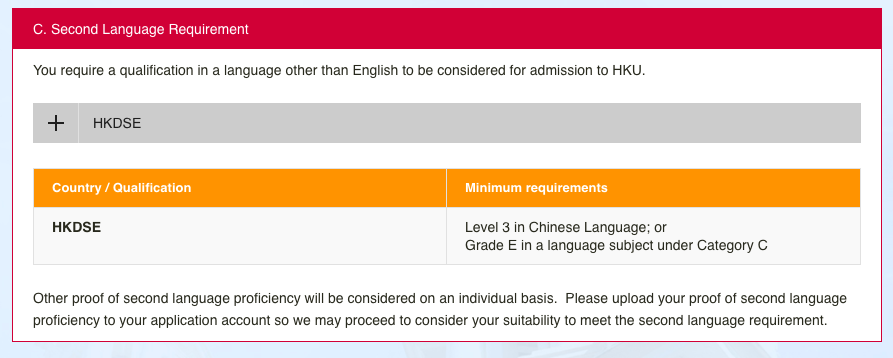 C. Second Language Requirement
You require a qualification in a language other than English to be considered for admission to HKU.
HKDSE
Country / Qualification
Minimum requirements
HKDSE
Level 3 in Chinese Language; or
Grade E in a language subject under Category C
Other proof of second language proficiency will be considered on an individual basis.  Please upload your proof of second language
proficiency to your application account so we may proceed to consider your suitability to meet the second language requirement.